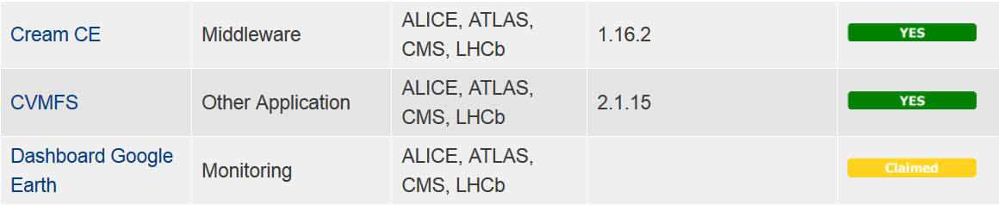 Cream CE
Middleware
ALICE, ATLAS,
CMS, LHCb
1.16.2
YES
CVMFS
Other Application
ALICE, ATLAS,
CMS, LHCb
2.1.15
YES
Dashboard Google
Earth
Monitoring
ALICE, ATLAS,
CMS, LHCb
Claimed